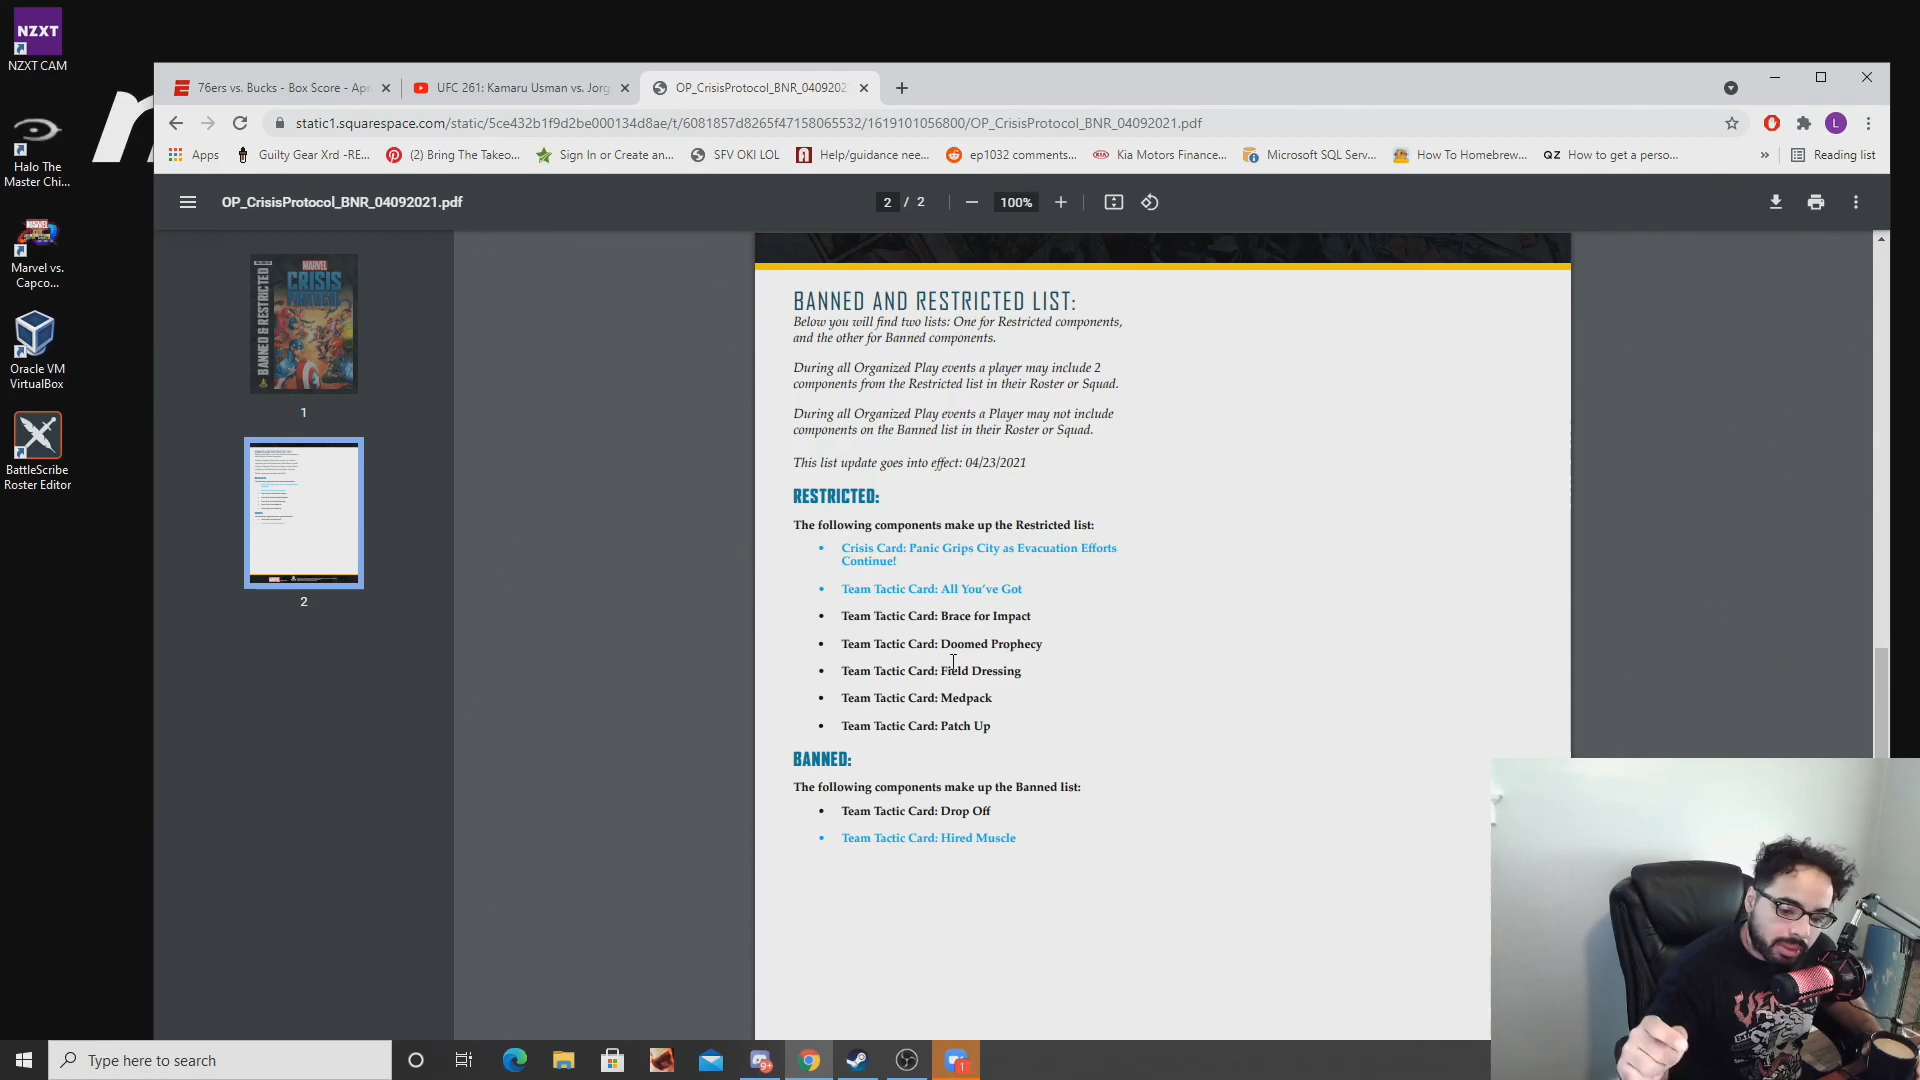 NZXT
NZXT CAM
Halo The
Master Chi...
Marvel vs.
Capco...
Oracle VM
VirtualBox
BattleScribe
Roster Editor
76ers vs. Bucks - Box Score - Apr
UFC 261: Kamaru Usman vs. Jorg
OP_CrisisProtocol_BNR_0409202
static1.squarespace.com/static/5ce432b1f9d2be000134d8ae/t/6081857d8265f47158065532/1619101056800/OP_CrisisProtocol_BNR_04092021.pdf
L
Apps
Guilty Gear Xrd -RE...
(2) Bring The Takeo...
Sign In or Create an...
SFV OKI LOL
Help/guidance nee...
ep1032 comments...
Kia Motors Finance...
Microsoft SQL Serv...
How To Homebrew...
QZ How to get a perso...
»
Reading list
OP_CrisisProtocol_BNR_04092021.pdf
2 / 2
100%
BANNED & RESTRICTED
MARVEL
CRISIS
PROTOCOL
1
2
BANNED AND RESTRICTED LIST:
Below you will find two lists: One for Restricted components,
and the other for Banned components.
During all Organized Play events a player may include 2
components from the Restricted list in their Roster or Squad.
During all Organized Play events a Player may not include
components on the Banned list in their Roster or Squad.
This list update goes into effect: 04/23/2021
RESTRICTED:
The following components make up the Restricted list:
• Crisis Card: Panic Grips City as Evacuation Efforts
Continue!
• Team Tactic Card: All You've Got
• Team Tactic Card: Brace for Impact
• Team Tactic Card: Doomed Prophecy
• Team Tactic Card: Field Dressing
• Team Tactic Card: Medpack
• Team Tactic Card: Patch Up
BANNED:
The following components make up the Banned list:
• Team Tactic Card: Drop Off
• Team Tactic Card: Hired Muscle
Type here to search
9+
1